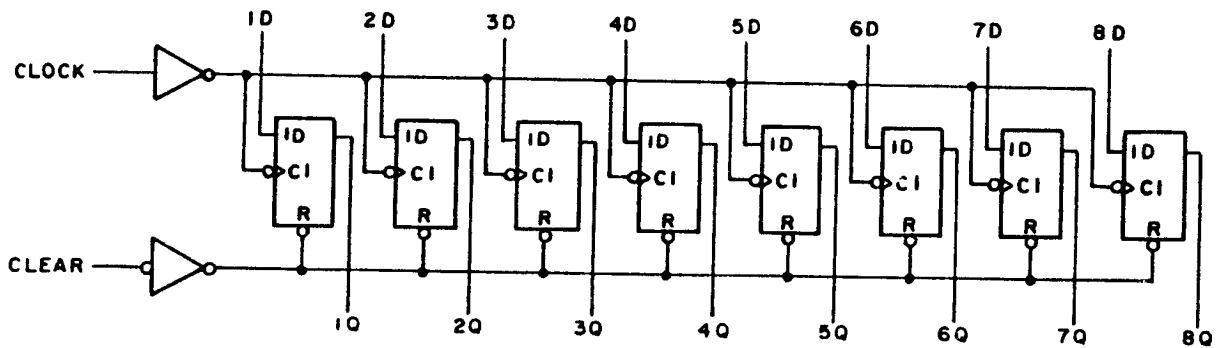 1D 2D 3D 4D 5D 6D 7D 8D
CLOCK
1D 1D 1D 1D 1D 1D 1D 1D
C1 C1 C1 C1 C1 C1 C1 C1
R R R R R R R R
CLEAR
1Q 2Q 3Q 4Q 5Q 6Q 7Q 8Q